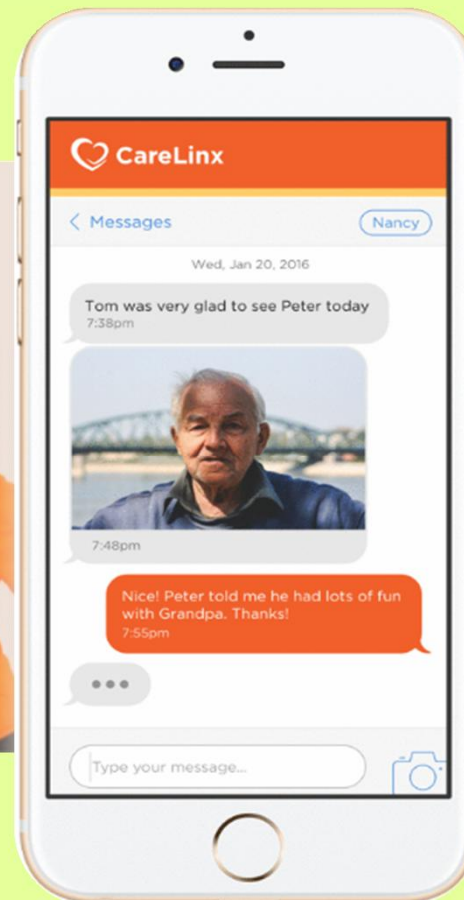 CareLinx
Messages
Nancy
Wed, Jan 20, 2016
Tom was very glad to see Peter today
7:38pm
7:48pm
Nice! Peter told me he had lots of fun
with Grandpa. Thanks!
7:55pm
Type your message...